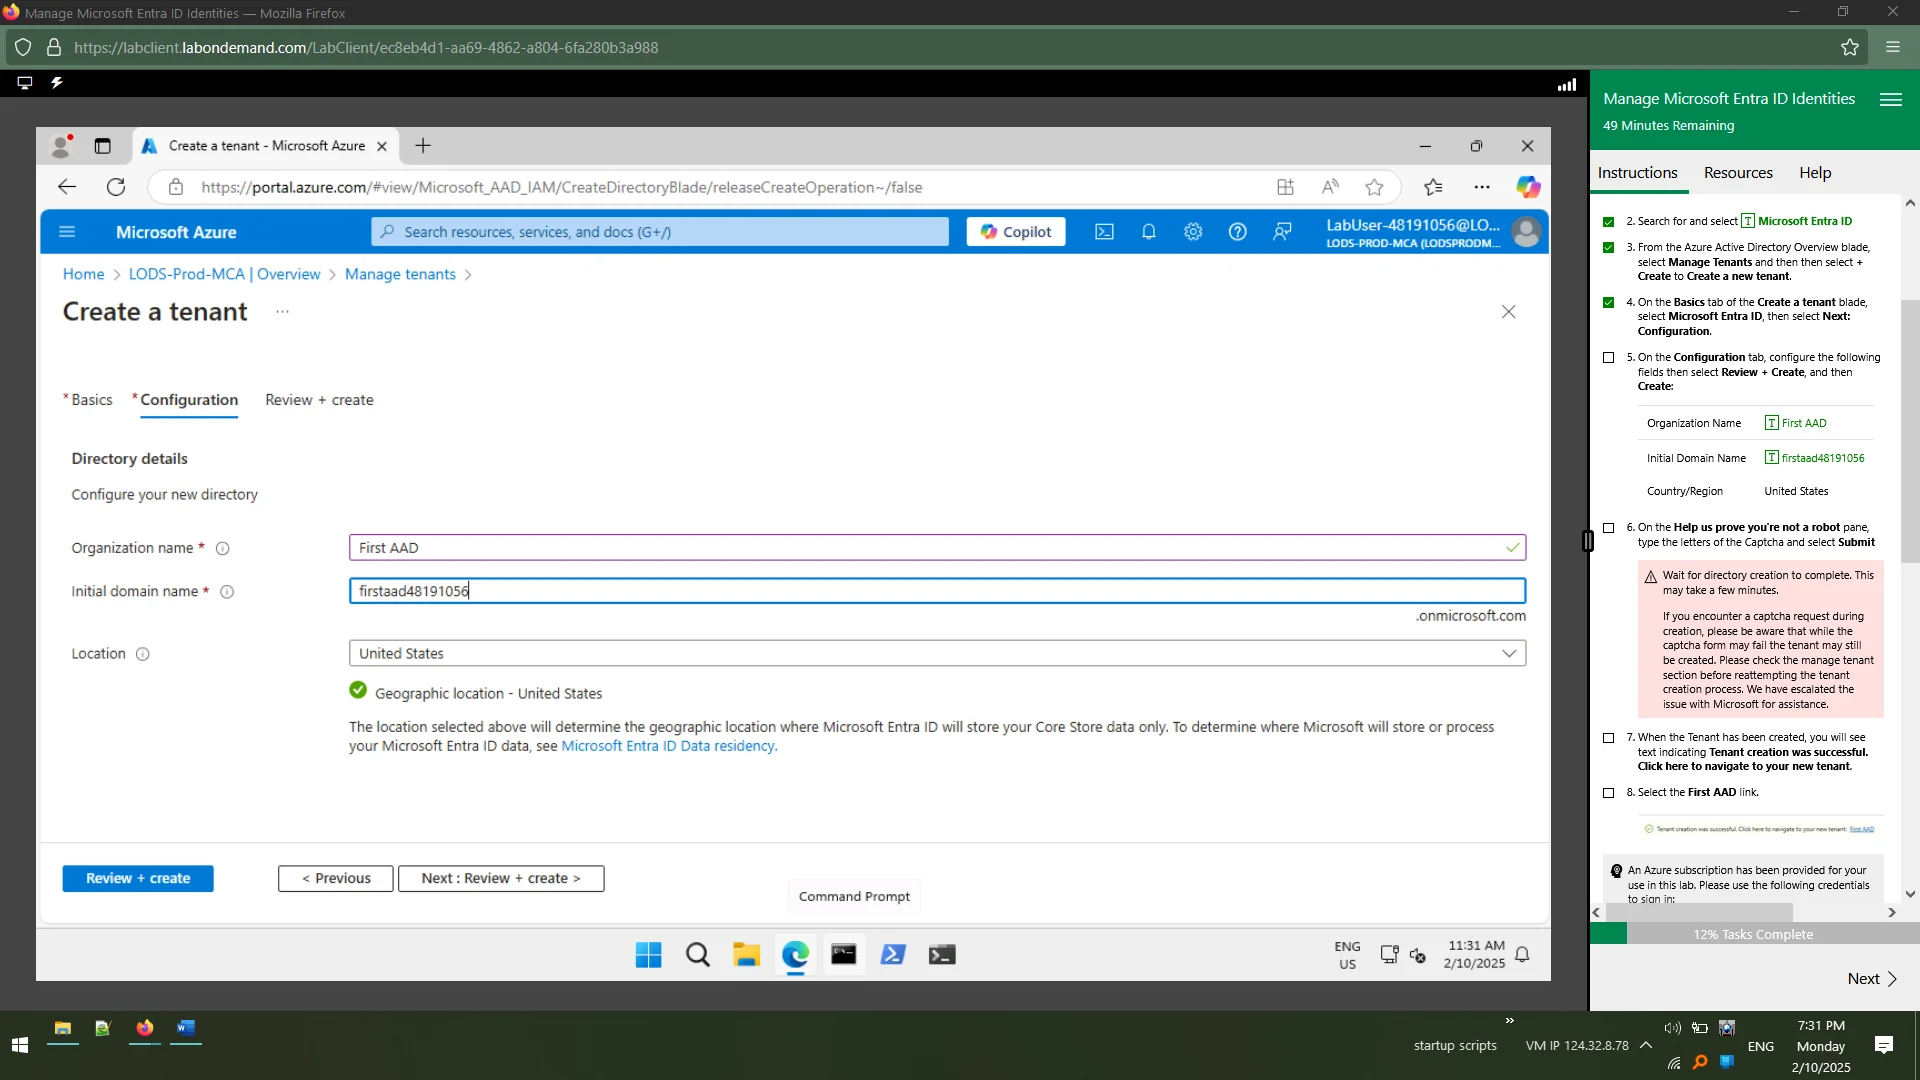 Manage Microsoft Entra ID Identities — Mozilla Firefox
https://labclient.labondemand.com/LabClient/ec8eb4d1-aa69-4862-a804-6fa280b3a988
Create a tenant - Microsoft Azure
https://portal.azure.com/#view/Microsoft_AAD_IAM/CreateDirectoryBlade/releaseCreateOperation~/false
Microsoft Azure
Search resources, services, and docs (G+/)
Copilot
LabUser-48191056@LO...
LODS-PROD-MCA (LODSPRODM...
Home > LODS-Prod-MCA | Overview > Manage tenants >
Create a tenant ...
* Basics * Configuration Review + create
Directory details
Configure your new directory
Organization name * First AAD
Initial domain name * firstaad48191056
.onmicrosoft.com
Location United States
Geographic location - United States
The location selected above will determine the geographic location where Microsoft Entra ID will store your Core Store data only. To determine where Microsoft will store or process
your Microsoft Entra ID data, see Microsoft Entra ID Data residency.
Review + create
< Previous
Next : Review + create >
Command Prompt
ENG
US
11:31 AM
2/10/2025
Manage Microsoft Entra ID Identities
49 Minutes Remaining
Instructions Resources Help
2. Search for and select T Microsoft Entra ID
3. From the Azure Active Directory Overview blade,
select Manage Tenants and then then select +
Create to Create a new tenant.
4. On the Basics tab of the Create a tenant blade,
select Microsoft Entra ID, then select Next:
Configuration.
5. On the Configuration tab, configure the following
fields then select Review + Create, and then
Create:
Organization Name T First AAD
Initial Domain Name T firstaad48191056
Country/Region United States
6. On the Help us prove you're not a robot pane,
type the letters of the Captcha and select Submit
Wait for directory creation to complete. This
may take a few minutes.
If you encounter a captcha request during
creation, please be aware that while the
captcha form may fail the tenant may still
be created. Please check the manage tenant
section before reattempting the tenant
creation process. We have escalated the
issue with Microsoft for assistance.
7. When the Tenant has been created, you will see
text indicating Tenant creation was successful.
Click here to navigate to your new tenant.
8. Select the First AAD link.
Tenant creation was successful. Click here to navigate to your new tenant: First AAD
An Azure subscription has been provided for your
use in this lab. Please use the following credentials
to sign in:
12% Tasks Complete
Next >
startup scripts
VM IP 124.32.8.78
ENG
7:31 PM
Monday
2/10/2025